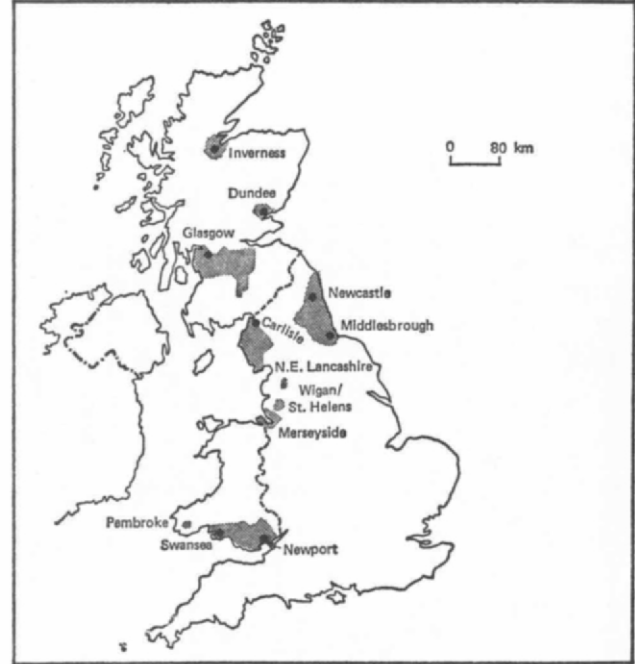 0 80 km
Inverness
Dundee
Glasgow
Newcastle
Middlesbrough
Carlisle
N.E. Lancashire
Wigan/
St. Helens
Merseyside
Pembroke
Swansea
Newport